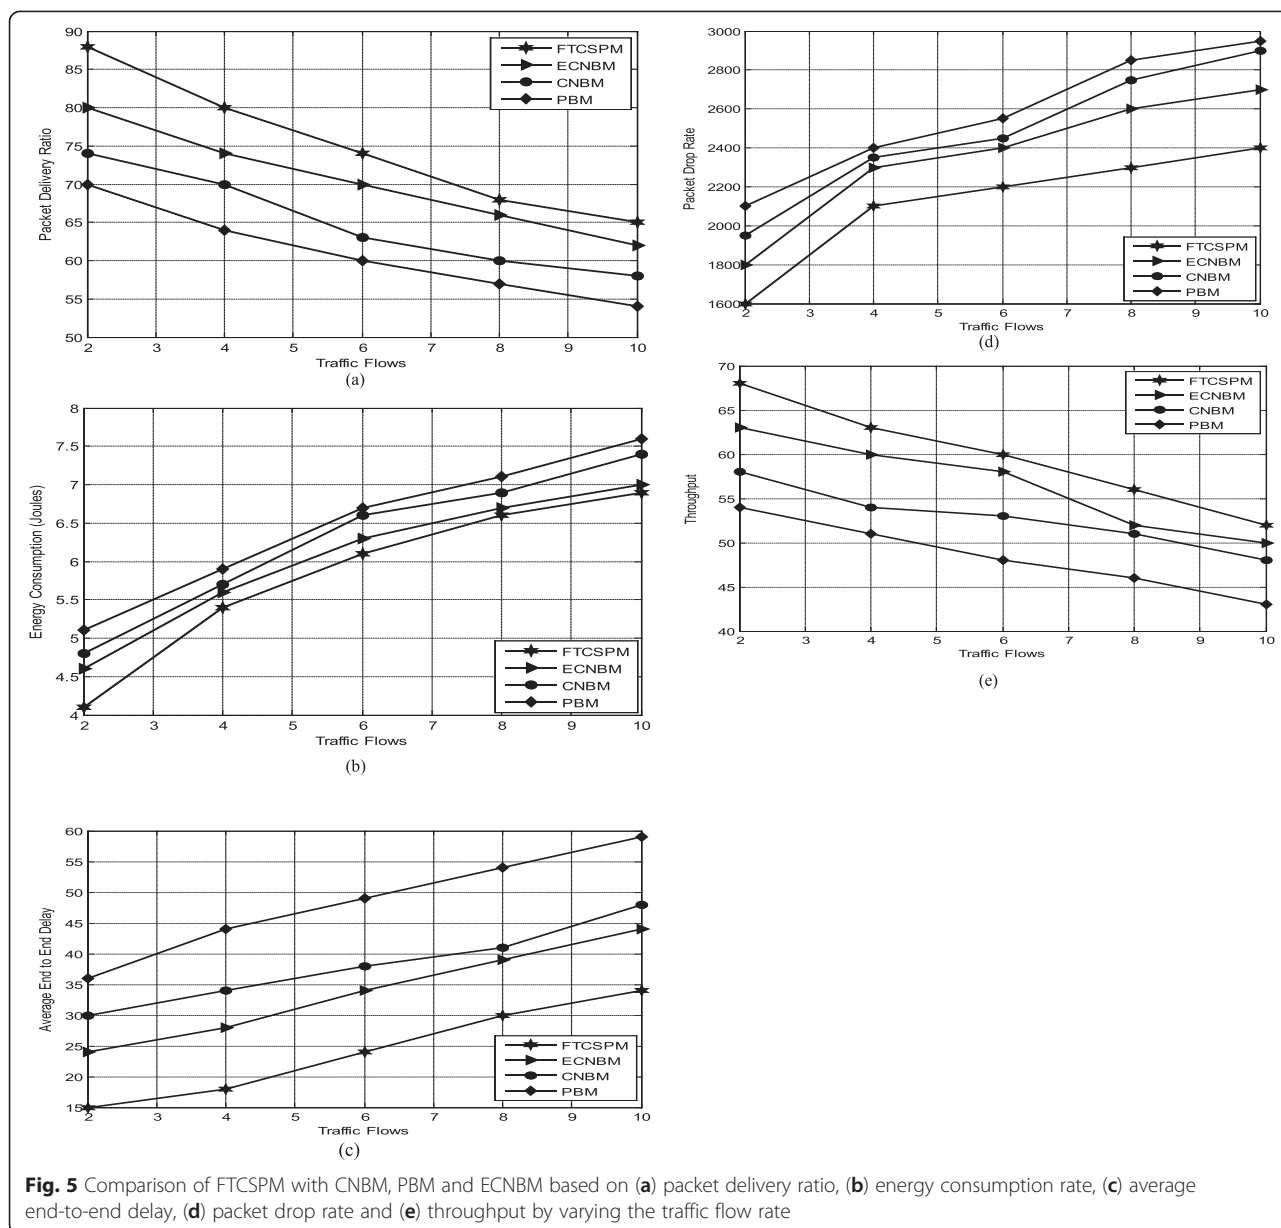 90
85
80
75
70
65
60
55
50
Packet Delivery Ratio
2 3 4 5 6 7 8 9 10
Traffic Flows
FTCSPM
ECNBM
CNBM
PBM
(a)
8
7.5
7
6.5
6
5.5
5
4.5
4
Energy Consumption (Joules)
2 3 4 5 6 7 8 9 10
Traffic Flows
FTCSPM
ECNBM
CNBM
PBM
(b)
60
55
50
45
40
35
30
25
20
15
Average End to End Delay
2 3 4 5 6 7 8 9 10
Traffic Flows
FTCSPM
ECNBM
CNBM
PBM
(c)
3000
2800
2600
2400
2200
2000
1800
1600
Packet Drop Rate
2 3 4 5 6 7 8 9 10
Traffic Flows
FTCSPM
ECNBM
CNBM
PBM
(d)
70
65
60
55
50
45
40
Throughput
2 3 4 5 6 7 8 9 10
Traffic Flows
FTCSPM
ECNBM
CNBM
PBM
(e)
Fig. 5 Comparison of FTCSPM with CNBM, PBM and ECNBM based on (a) packet delivery ratio, (b) energy consumption rate, (c) average
end-to-end delay, (d) packet drop rate and (e) throughput by varying the traffic flow rate